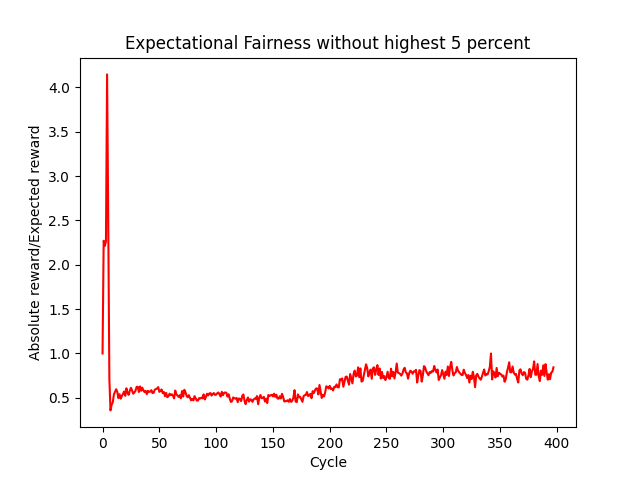 Expectational Fairness without highest 5 percent
4.0
3.5
3.0
2.5
2.0
1.5
1.0
0.5
Absolute reward/Expected reward
0 50 100 150 200 250 300 350 400
Cycle